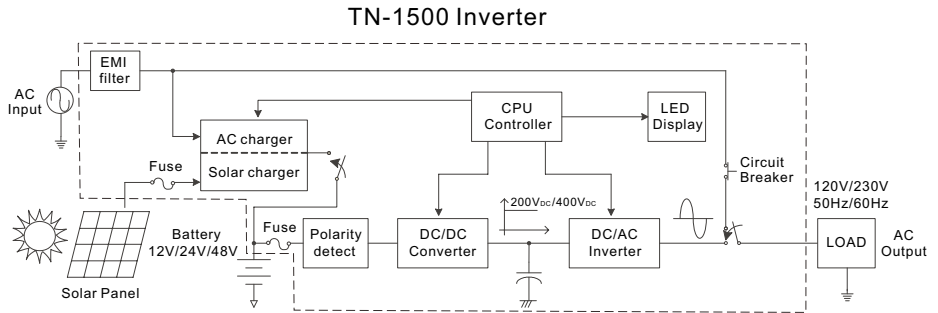 TN-1500 Inverter
EMI
filter
AC
Input
CPU
Controller
LED
Display
AC charger
Solar charger
Fuse
Circuit
Breaker
120V/230V
50Hz/60Hz
200VDC/400VDC
Battery
12V/24V/48V
Fuse
Polarity
detect
DC/DC
Converter
DC/AC
Inverter
LOAD
AC
Output
Solar Panel